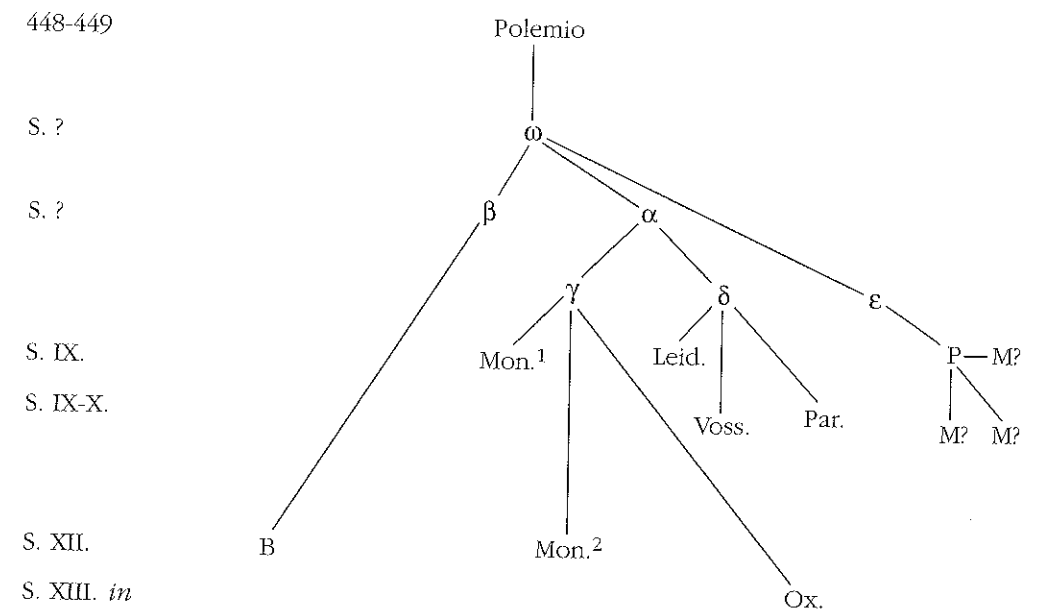 448-449
Polemio
S. ?
ω
S. ?
β
α
γ
δ
ε
S. IX.
Mon.¹
Leid.
P
M?
S. IX-X.
Voss.
Par.
M?
M?
S. XII.
B
Mon.²
S. XIII. in
Ox.